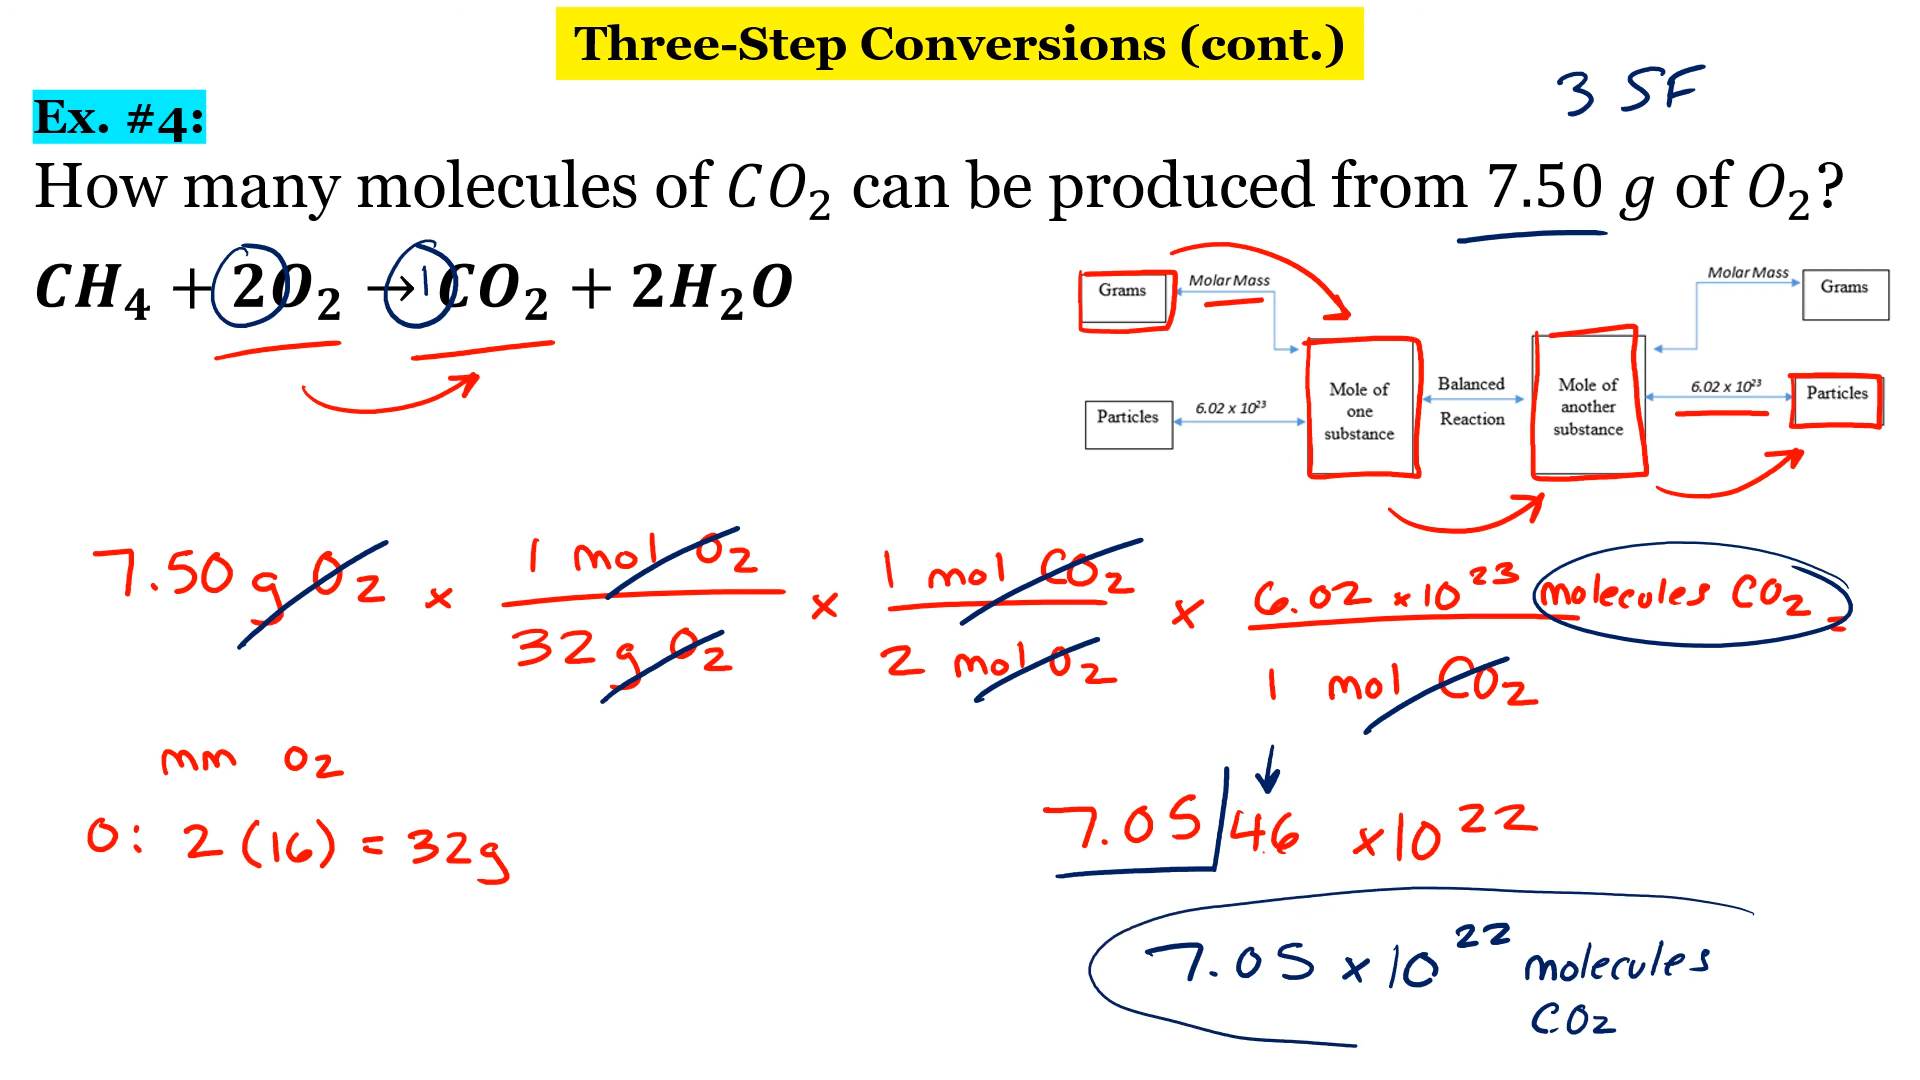 Three-Step Conversions (cont.)
3 SF
Ex. #4:
How many molecules of CO₂ can be produced from 7.50 g of O₂?
CH₄ + 2O₂ → 1CO₂ + 2H₂O
Grams
Molar Mass
Molar Mass
Grams
Mole of
one
substance
Balanced
Reaction
Mole of
another
substance
Particles
6.02 x 10²³
6.02 x 10²³
Particles
7.50 g O₂ x 1 mol O₂ / 32 g O₂ x 1 mol CO₂ / 2 mol O₂ x 6.02 x 10²³ molecules CO₂ / 1 mol CO₂
mm O₂
O: 2 (16) = 32g
7.05|46 x10²²
7.05 x 10²² molecules
CO₂